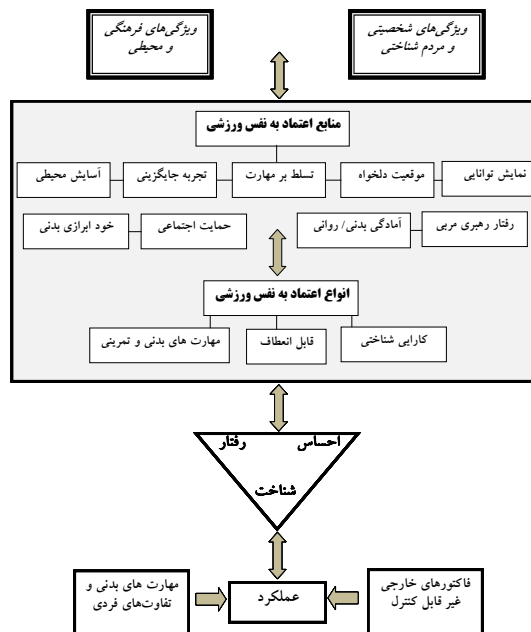 ویژگی‌های شخصیتی
و مردم شناختی
ویژگی‌های فرهنگی
و محیطی
منابع اعتماد به نفس ورزشی
نمایش توانایی
موقعیت دلخواه
تسلط بر مهارت
تجربه جایگزینی
آسایش محیطی
رفتار رهبری مربی
آمادگی بدنی/ روانی
حمایت اجتماعی
خود ابرازی بدنی
انواع اعتماد به نفس ورزشی
کارایی شناختی
قابل انعطاف
مهارت های بدنی و تمرینی
احساس
رفتار
شناخت
فاکتورهای خارجی
غیر قابل کنترل
عملکرد
مهارت های بدنی و
تفاوت‌های فردی